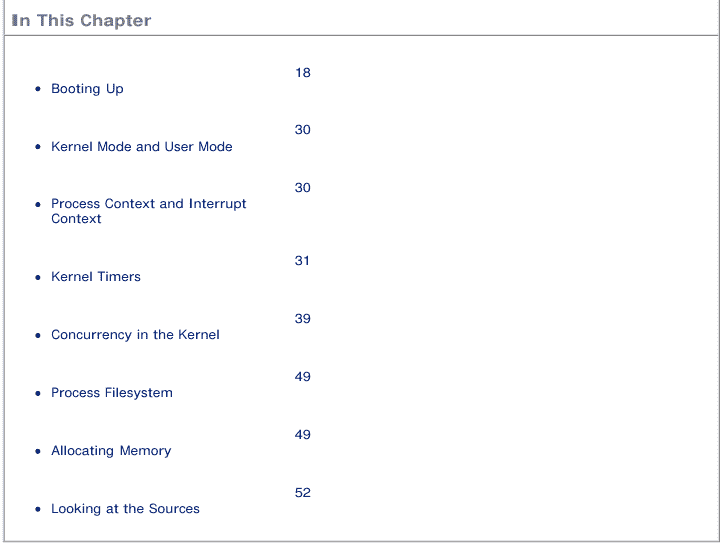 In This Chapter
18
• Booting Up
30
• Kernel Mode and User Mode
30
• Process Context and Interrupt
Context
31
• Kernel Timers
39
• Concurrency in the Kernel
49
• Process Filesystem
49
• Allocating Memory
52
• Looking at the Sources